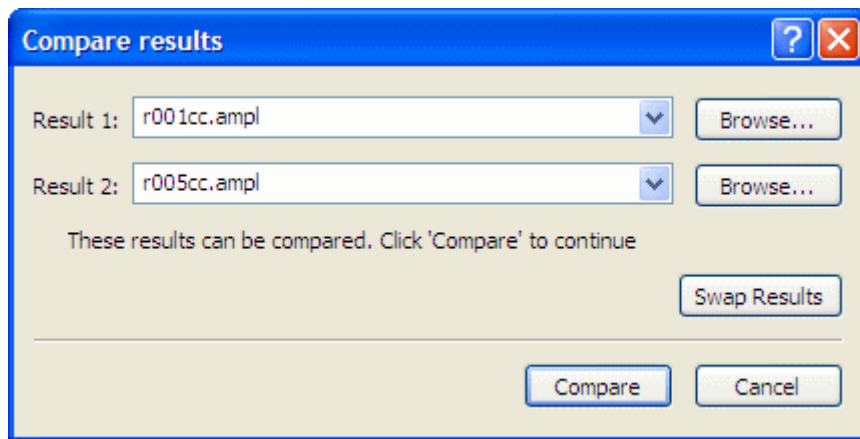 Compare results
?
Result 1: r001cc.ampl Browse...
Result 2: r005cc.ampl Browse...
These results can be compared. Click 'Compare' to continue
Swap Results
Compare Cancel